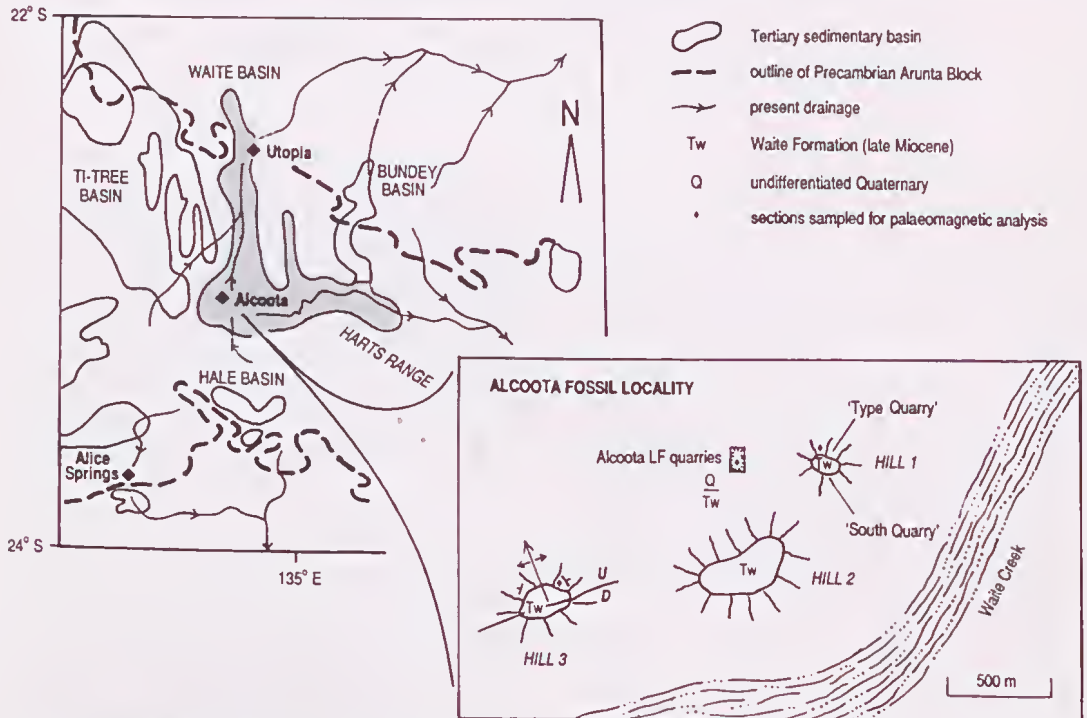 22° S
WAITE BASIN
Utopia
TI-TREE BASIN
BUNDEY BASIN
N
Alcoota
HARTS RANGE
HALE BASIN
Alice Springs
24° S
135° E
Tertiary sedimentary basin
outline of Precambrian Arunta Block
present drainage
Tw Waite Formation (late Miocene)
Q undifferentiated Quaternary
sections sampled for palaeomagnetic analysis
ALCOOTA FOSSIL LOCALITY
'Type Quarry'
Alcoota LF quarries
Tw
HILL 1
Q
Tw
'South Quarry'
Tw
HILL 2
U
D
Tw
HILL 3
Waite Creek
500 m